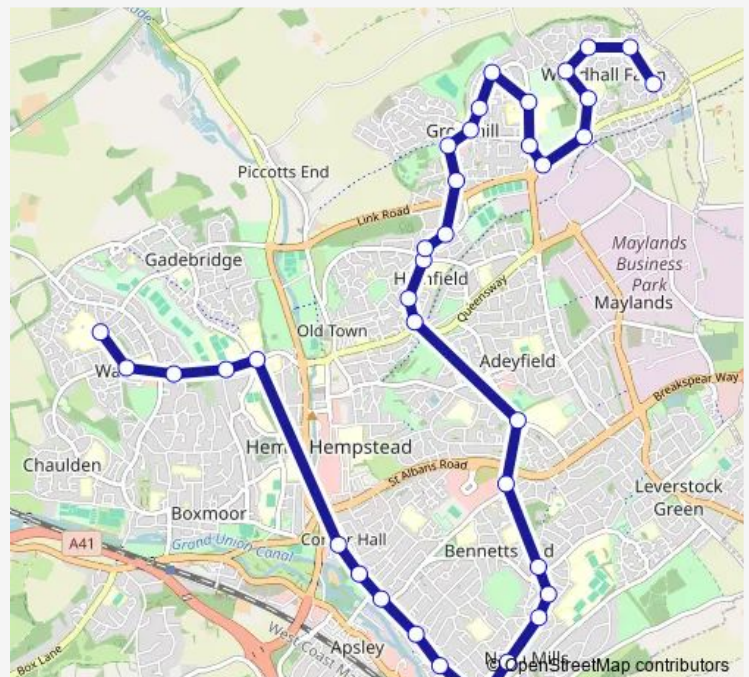 Piccotts End
Link Road
Gadebridge
Maylands
Business
Park
Maylands
Queensway
Old Town
Adeyfield
Breakspear Way
Hempstead
Chaulden
St Albans Road
Leverstock
Green
Boxmoor
A41
Grand Union Canal
Hall
Bennetts
Apsley
West Coast
Box Lane
© OpenStreetMap contributors